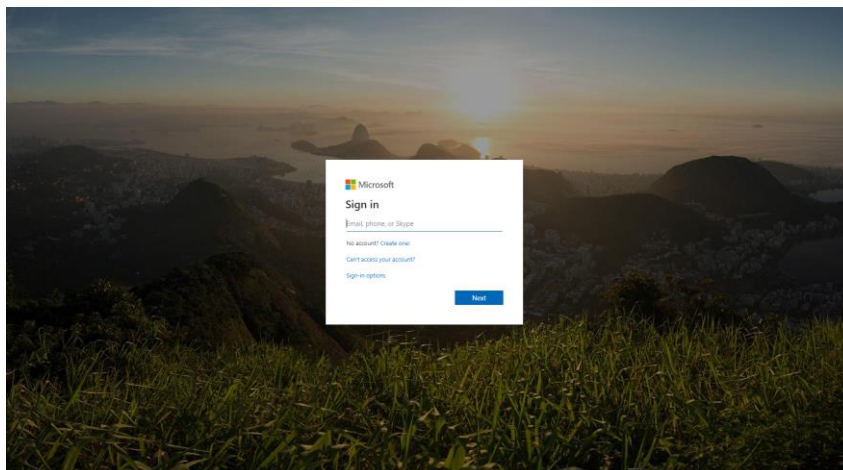 Microsoft
Sign in
Email, phone, or Skype
No account? Create one!
Can't access your account?
Sign-in options
Next